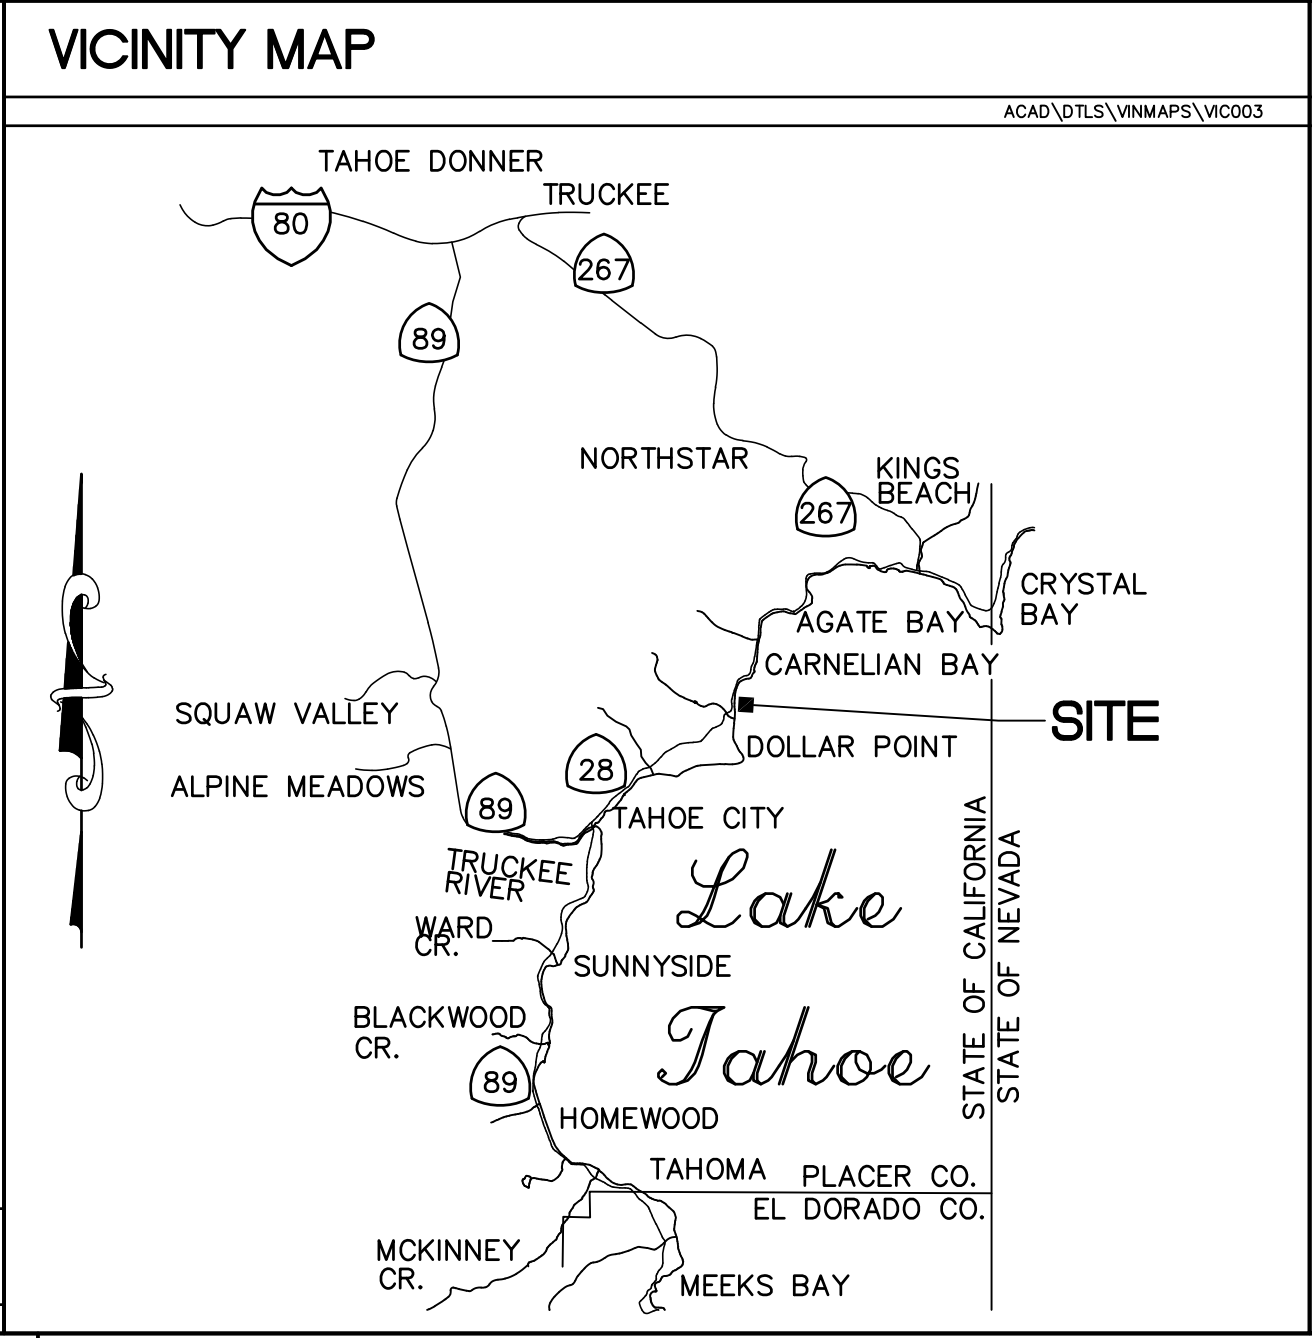 VICINITY MAP
ACAD\DTLS\VINMAPS\VIC003
TAHOE DONNER
TRUCKEE
80
267
89
NORTHSTAR
KINGS
BEACH
267
CRYSTAL
BAY
AGATE BAY
CARNELIAN BAY
SQUAW VALLEY
SITE
DOLLAR POINT
28
ALPINE MEADOWS
89
TAHOE CITY
TRUCKEE
RIVER
Lake
Tahoe
STATE OF CALIFORNIA
STATE OF NEVADA
WARD
CR.
SUNNYSIDE
BLACKWOOD
CR.
89
HOMEWOOD
TAHOMA
PLACER CO.
EL DORADO CO.
MCKINNEY
CR.
MEEKS BAY